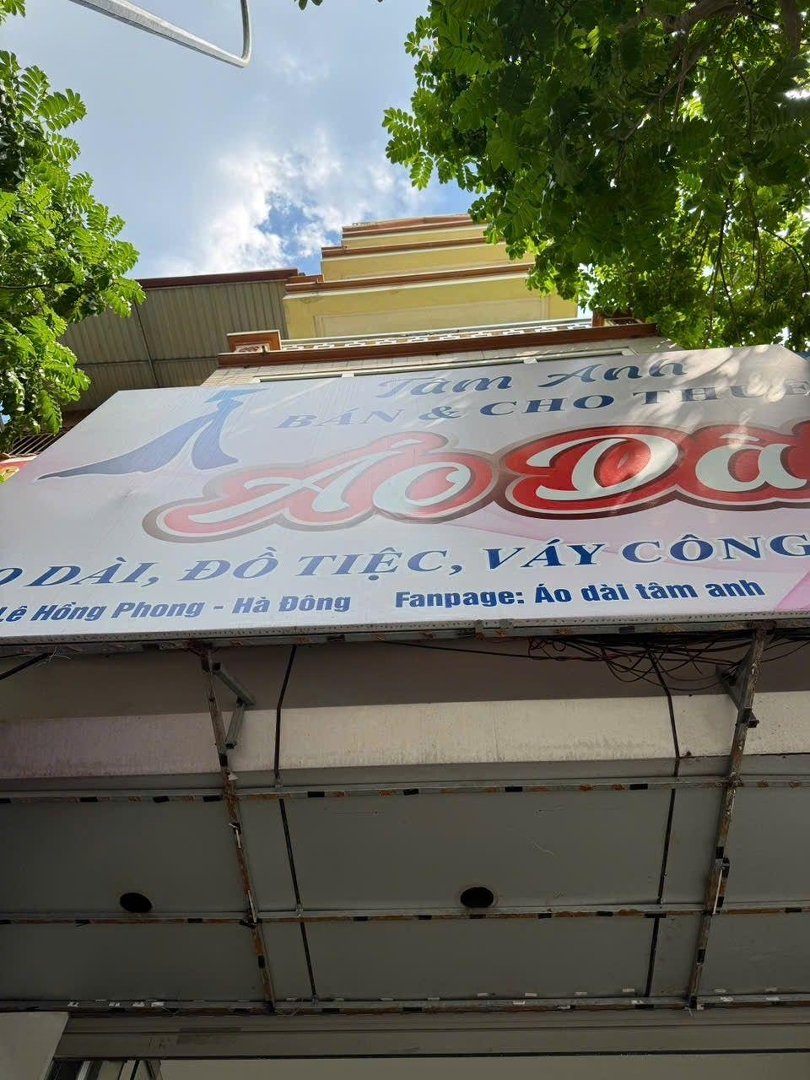 Tâm Anh
BÁN & CHO THUÊ
Áo Dà
O DÀI, ĐỒ TIỆC, VÁY CÔNG
Lê Hồng Phong - Hà Đông Fanpage: Áo dài tâm anh